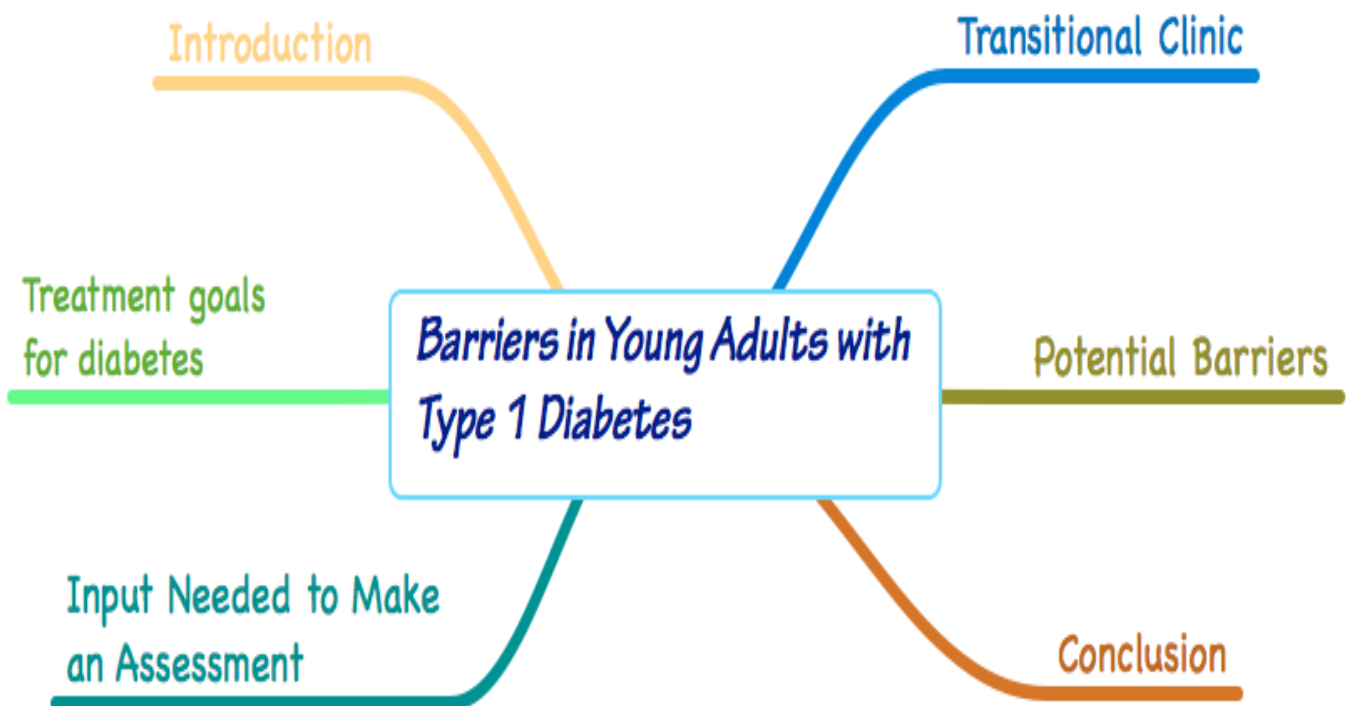 Introduction
Transitional Clinic
Treatment goals
for diabetes
Barriers in Young Adults with
Type 1 Diabetes
Potential Barriers
Input Needed to Make
an Assessment
Conclusion